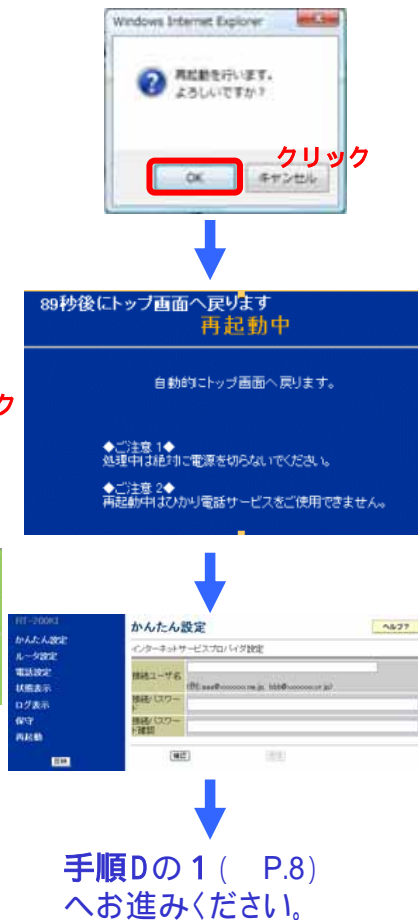 Windows Internet Explorer
再起動を行います。
よろしいですか?
クリック
OK
キャンセル
89秒後にトップ画面へ戻ります
再起動中
自動的にトップ画面へ戻ります。
ク
◆ご注意 1◆
処理中は絶対に電源を切らないでください。
◆ご注意 2◆
再起動中はひかり電話サービスをご使用できません。
かんたん設定
ルータ設定
電話設定
状態表示
ログ表示
保守
再起動
かんたん設定
ヘルプ?
インターネットサービスプロバイダ設定
接続ユーザ名
接続パスワード
接続パスワード確認
手順Dの1( P.8)
へお進みください。